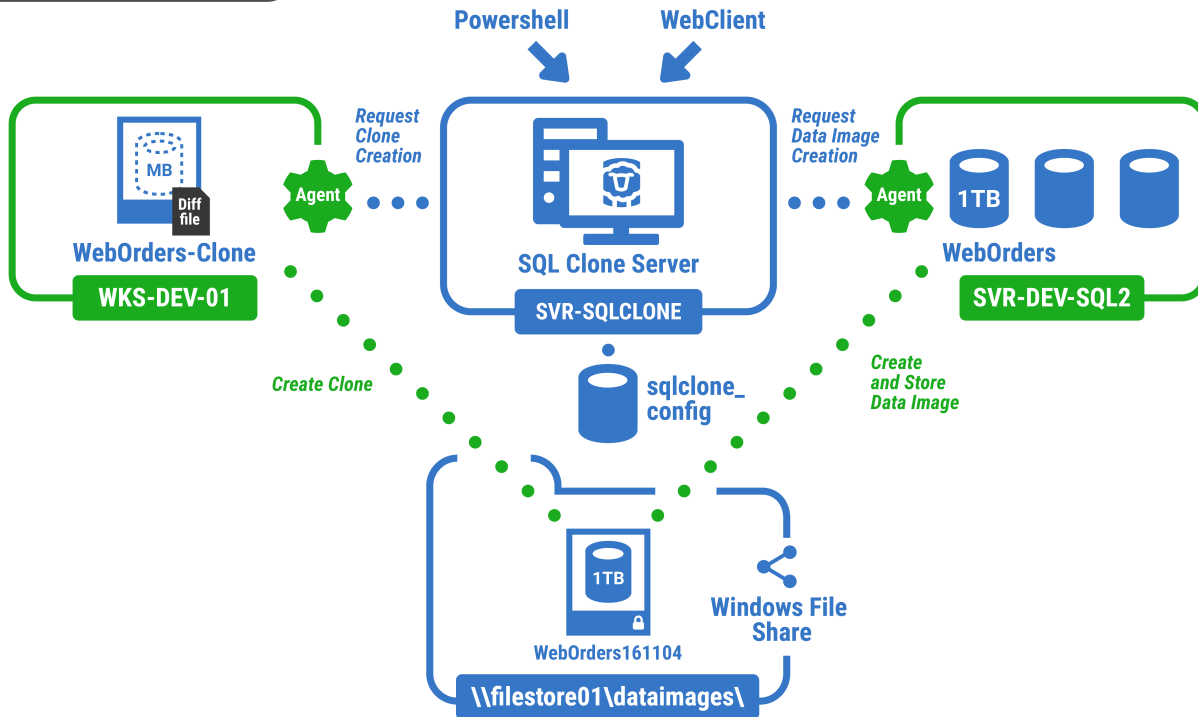 Powershell
WebClient
Request
Clone
Creation
Request
Data Image
Creation
MB
Diff
file
Agent
Agent
1TB
WebOrders-Clone
SQL Clone Server
WebOrders
WKS-DEV-01
SVR-SQLCLONE
SVR-DEV-SQL2
Create Clone
sqlclone_
config
Create
and Store
Data Image
1TB
Windows File
Share
WebOrders161104
\\filestore01\dataimages\